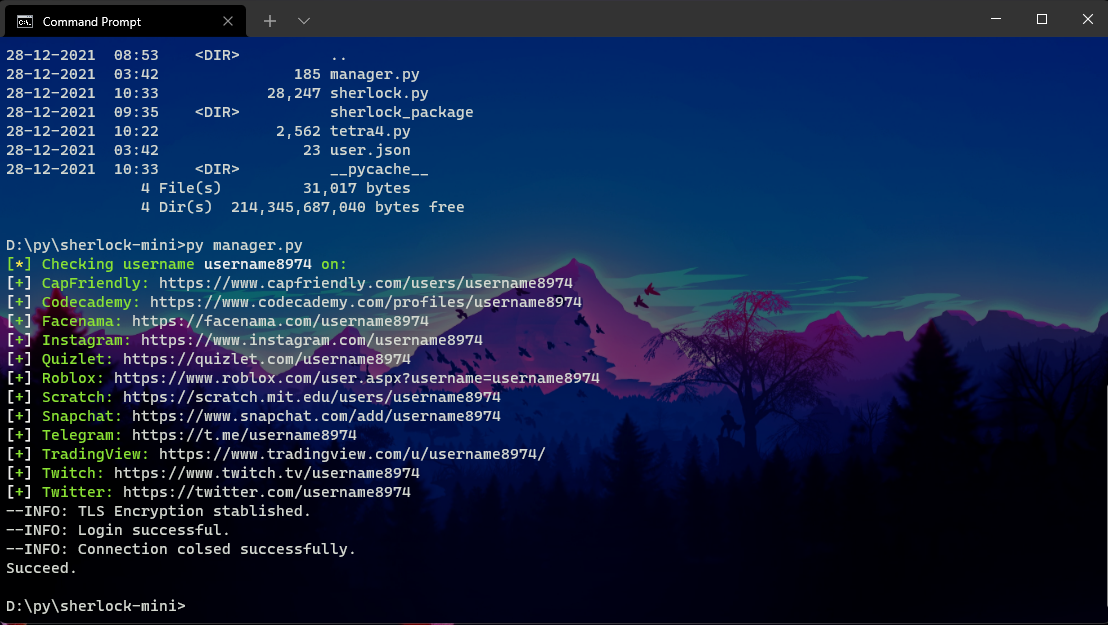 Command Prompt
28-12-2021  08:53    <DIR>          ..
28-12-2021  03:42               185 manager.py
28-12-2021  10:33            28,247 sherlock.py
28-12-2021  09:35    <DIR>          sherlock_package
28-12-2021  10:22             2,562 tetra4.py
28-12-2021  03:42                23 user.json
28-12-2021  10:33    <DIR>          __pycache__
               4 File(s)         31,017 bytes
               4 Dir(s)  214,345,687,040 bytes free
D:\py\sherlock-mini>py manager.py
[*] Checking username username8974 on:
[+] CapFriendly: https://www.capfriendly.com/users/username8974
[+] Codecademy: https://www.codecademy.com/profiles/username8974
[+] Facenama: https://facenama.com/username8974
[+] Instagram: https://www.instagram.com/username8974
[+] Quizlet: https://quizlet.com/username8974
[+] Roblox: https://www.roblox.com/user.aspx?username=username8974
[+] Scratch: https://scratch.mit.edu/users/username8974
[+] Snapchat: https://www.snapchat.com/add/username8974
[+] Telegram: https://t.me/username8974
[+] TradingView: https://www.tradingview.com/u/username8974/
[+] Twitch: https://www.twitch.tv/username8974
[+] Twitter: https://twitter.com/username8974
--INFO: TLS Encryption stablished.
--INFO: Login successful.
--INFO: Connection colsed successfully.
Succeed.
D:\py\sherlock-mini>